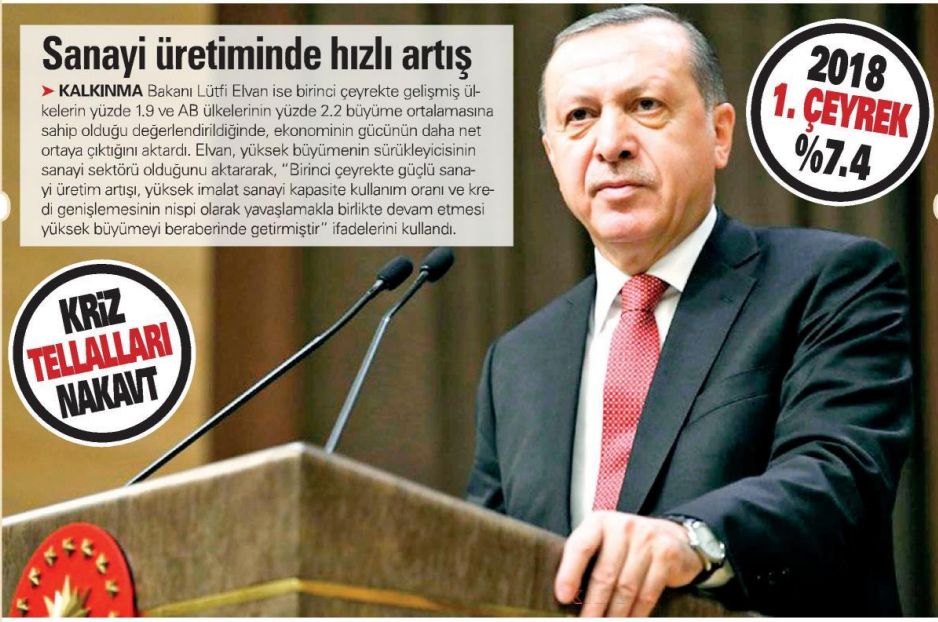 Sanayi üretiminde hızlı artış
➤ KALKINMA Bakanı Lütfi Elvan ise birinci çeyrekte gelişmiş ül-
kelerin yüzde 1.9 ve AB ülkelerinin yüzde 2.2 büyüme ortalamasına
sahip olduğu değerlendirildiğinde, ekonominin gücünün daha net
ortaya çıktığını aktardı. Elvan, yüksek büyümenin sürükleyicisinin
sanayi sektörü olduğunu aktararak, “Birinci çeyrekte güçlü sana-
yi üretim artışı, yüksek imalat sanayi kapasite kullanım oranı ve kre-
di genişlemesinin nispi olarak yavaşlamakla birlikte devam etmesi
yüksek büyümeyi beraberinde getirmiştir” ifadelerini kullandı.
2018
1. ÇEYREK
%7.4
KRİZ
TELLALLARI
NAKAVT